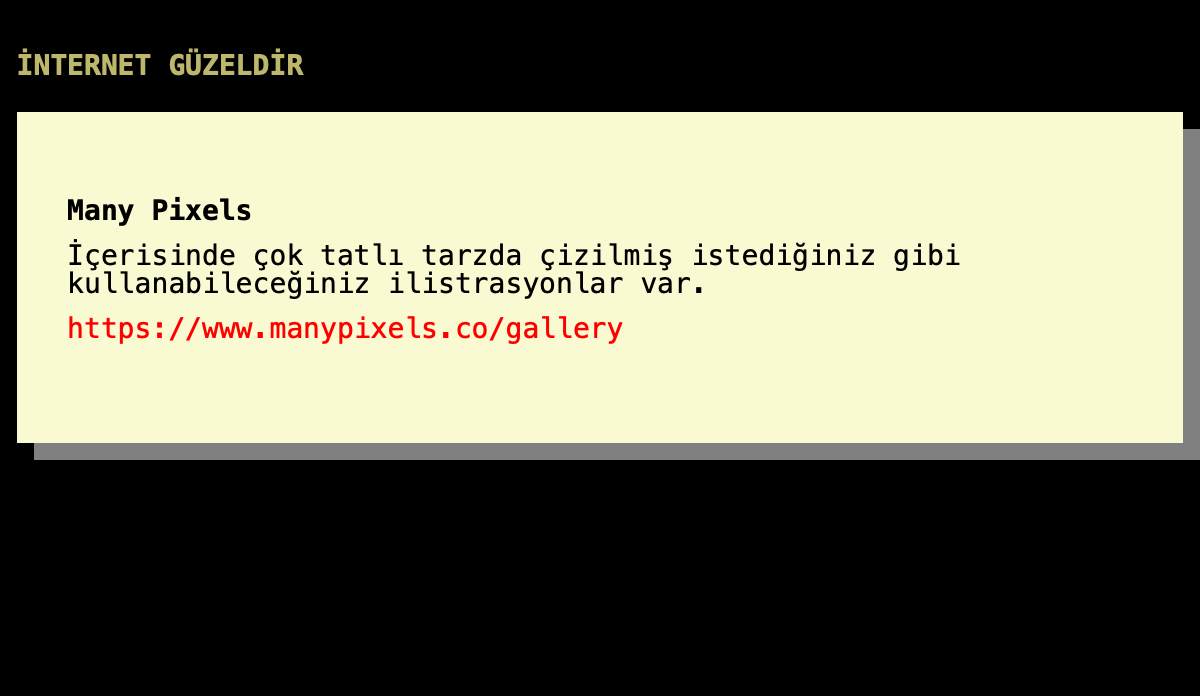 İNTERNET GÜZELDİR
Many Pixels
İçerisinde çok tatlı tarzda çizilmiş istediğiniz gibi
kullanabileceğiniz ilistrasyonlar var.
https://www.manypixels.co/gallery